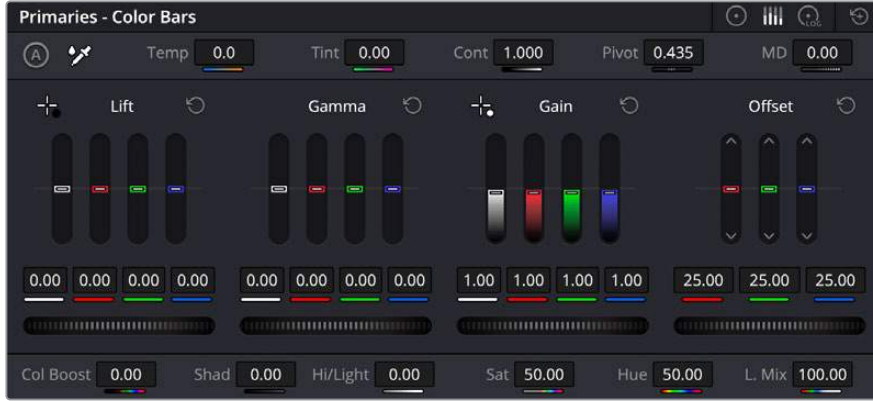 Primaries - Color Bars
LOG
A Temp 0.0 Tint 0.00 Cont 1.000 Pivot 0.435 MD 0.00
Lift Gamma Gain Offset
0.00 0.00 0.00 0.00 0.00 0.00 0.00 0.00 1.00 1.00 1.00 1.00 25.00 25.00 25.00
Col Boost 0.00 Shad 0.00 Hi/Light 0.00 Sat 50.00 Hue 50.00 L. Mix 100.00